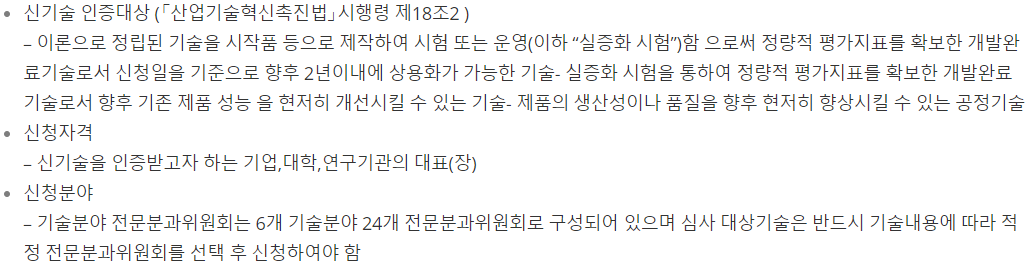 • 신기술 인증대상 (「산업기술혁신촉진법」시행령 제18조2 )
– 이론으로 정립된 기술을 시작품 등으로 제작하여 시험 또는 운영(이하 “실증화 시험”)함 으로써 정량적 평가지표를 확보한 개발완
료기술로서 신청일을 기준으로 향후 2년이내에 상용화가 가능한 기술- 실증화 시험을 통하여 정량적 평가지표를 확보한 개발완료
기술로서 향후 기존 제품 성능 을 현저히 개선시킬 수 있는 기술- 제품의 생산성이나 품질을 향후 현저히 향상시킬 수 있는 공정기술
• 신청자격
– 신기술을 인증받고자 하는 기업,대학,연구기관의 대표(장)
• 신청분야
– 기술분야 전문분과위원회는 6개 기술분야 24개 전문분과위원회로 구성되어 있으며 심사 대상기술은 반드시 기술내용에 따라 적
정 전문분과위원회를 선택 후 신청하여야 함